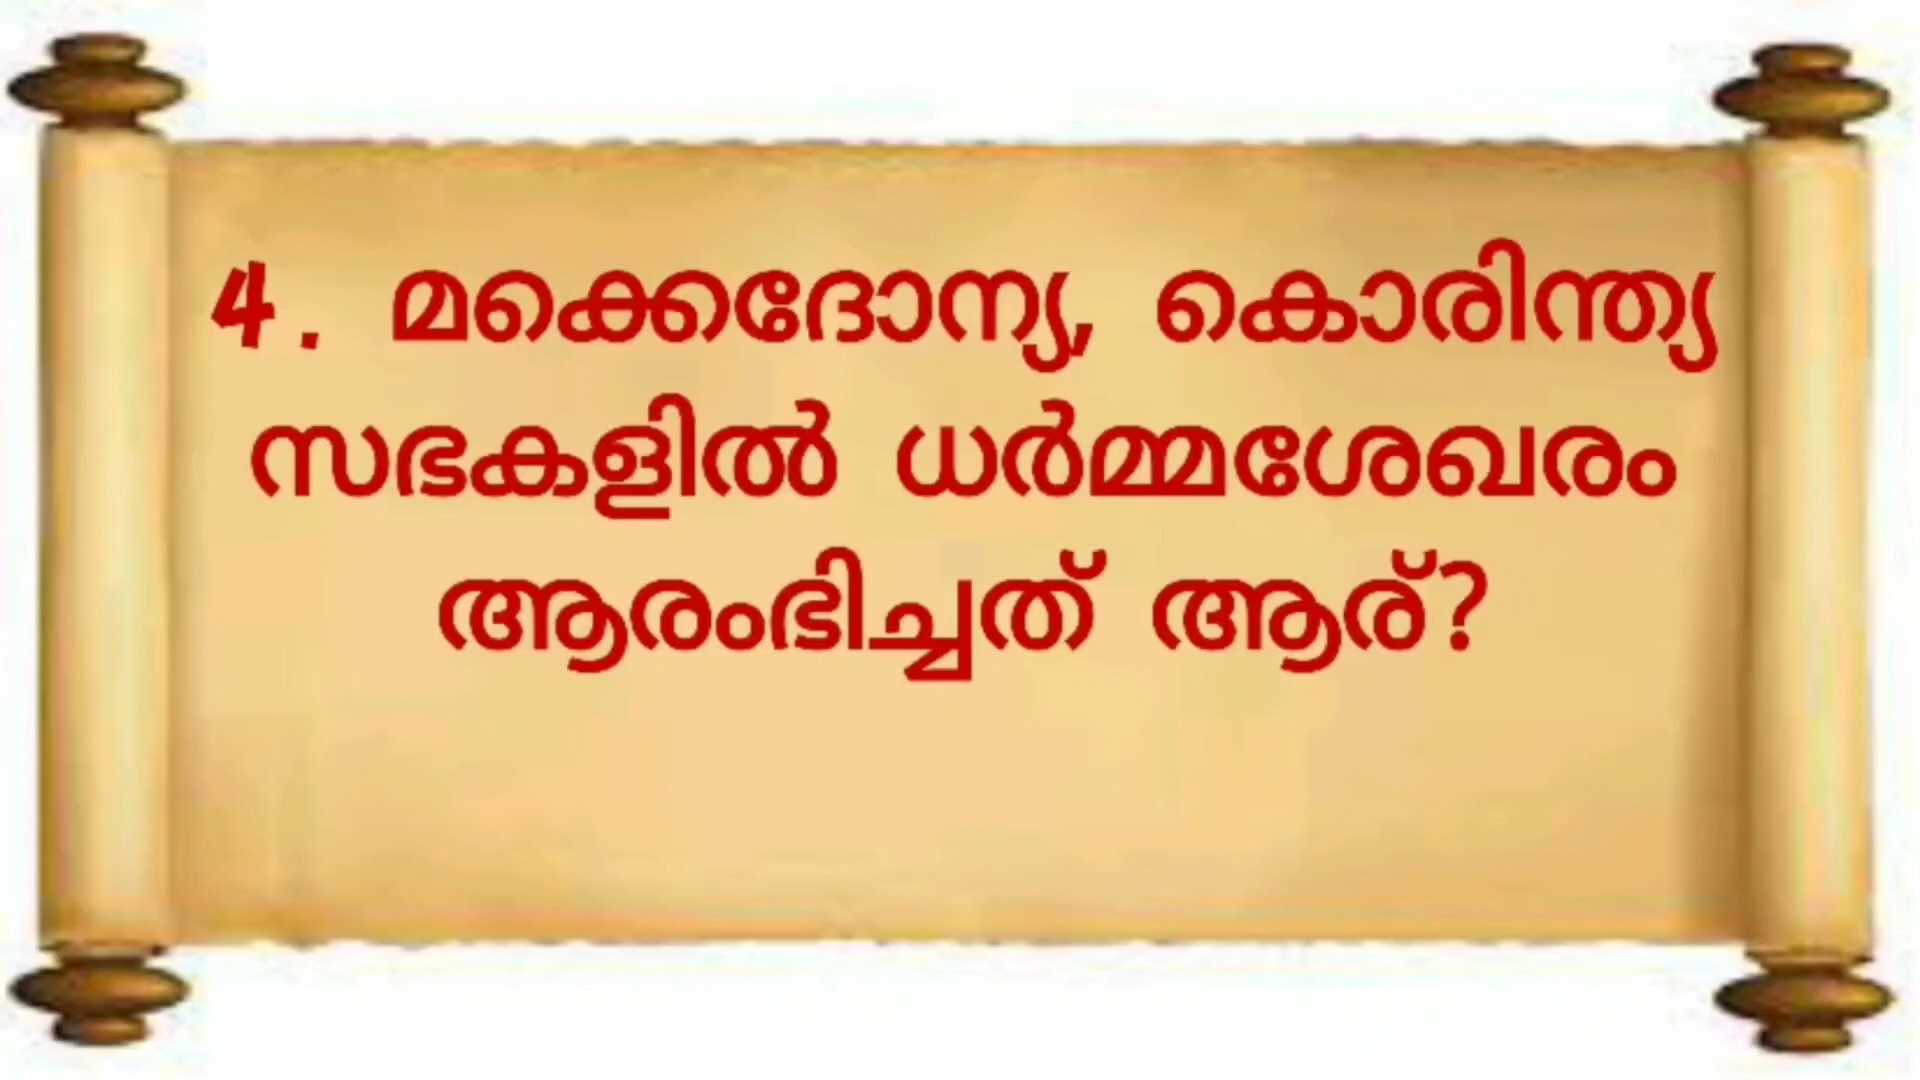 4. മക്കെദോന്യ, കൊരിന്ത്യ
സഭകളിൽ ധർമ്മശേഖരം
ആരംഭിച്ചത് ആര്?